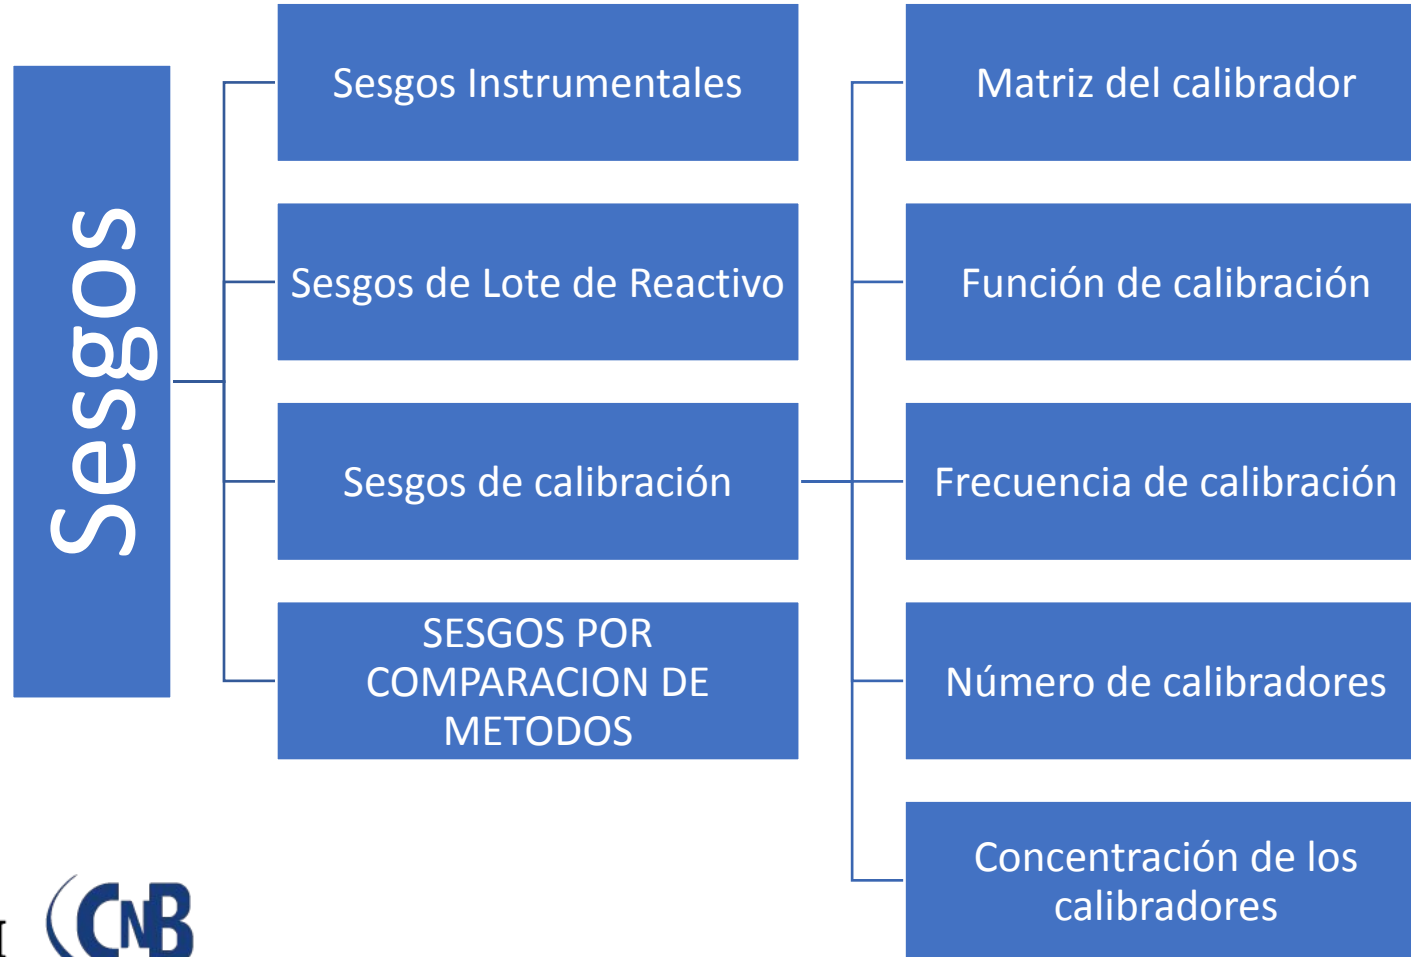 Sesgos
Sesgos Instrumentales
Sesgos de Lote de Reactivo
Sesgos de calibración
SESGOS POR
COMPARACION DE
METODOS
Matriz del calibrador
Función de calibración
Frecuencia de calibración
Número de calibradores
Concentración de los
calibradores
CNB